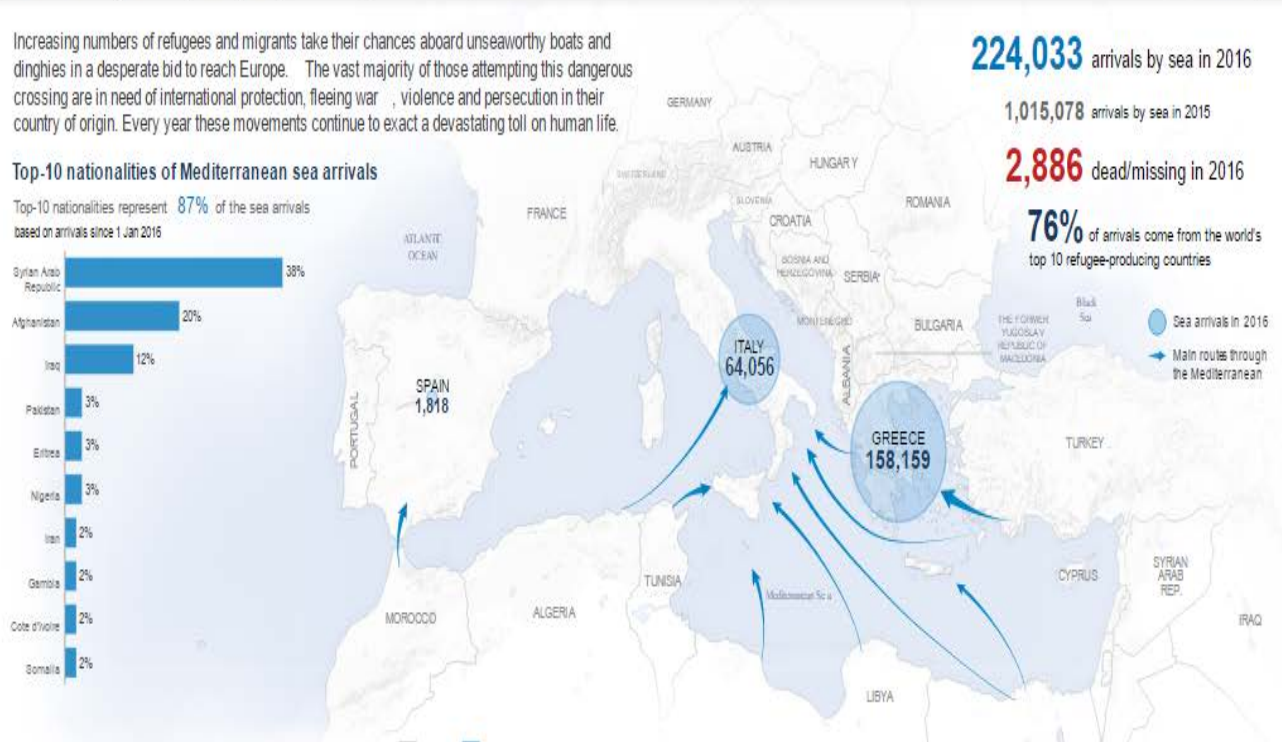 Increasing numbers of refugees and migrants take their chances aboard unseaworthy boats and
dinghies in a desperate bid to reach Europe. The vast majority of those attempting this dangerous
crossing are in need of international protection, fleeing war , violence and persecution in their
country of origin. Every year these movements continue to exact a devastating toll on human life.
Top-10 nationalities of Mediterranean sea arrivals
Top-10 nationalities represent 87% of the sea arrivals
based on arrivals since 1 Jan 2016
Syrian Arab
Republic
38%
Afghanistan
20%
Iraq
12%
Pakistan
3%
Eritrea
3%
Nigeria
3%
Iran
2%
Gambia
2%
Cote d'Ivoire
2%
Somalia
2%
224,033 arrivals by sea in 2016
1,015,078 arrivals by sea in 2015
2,886 dead/missing in 2016
76% of arrivals come from the world's
top 10 refugee-producing countries
Sea arrivals in 2016
Main routes through
the Mediterranean
GERMANY
AUSTRIA
HUNGARY
SWITZERLAND
SLOVENIA
FRANCE
CROATIA
ROMANIA
ATLANTIC
OCEAN
BOSNIA AND
HERZEGOVINA
SERBIA
MONTENEGRO
BULGARIA
THE FORMER
YUGOSLAV
REPUBLIC OF
MACEDONIA
Black
Sea
ITALY
64,056
ALBANIA
SPAIN
1,818
PORTUGAL
GREECE
158,159
TURKEY
TUNISIA
Mediterranean Sea
CYPRUS
SYRIAN
ARAB
REP.
MOROCCO
ALGERIA
IRAQ
LIBYA